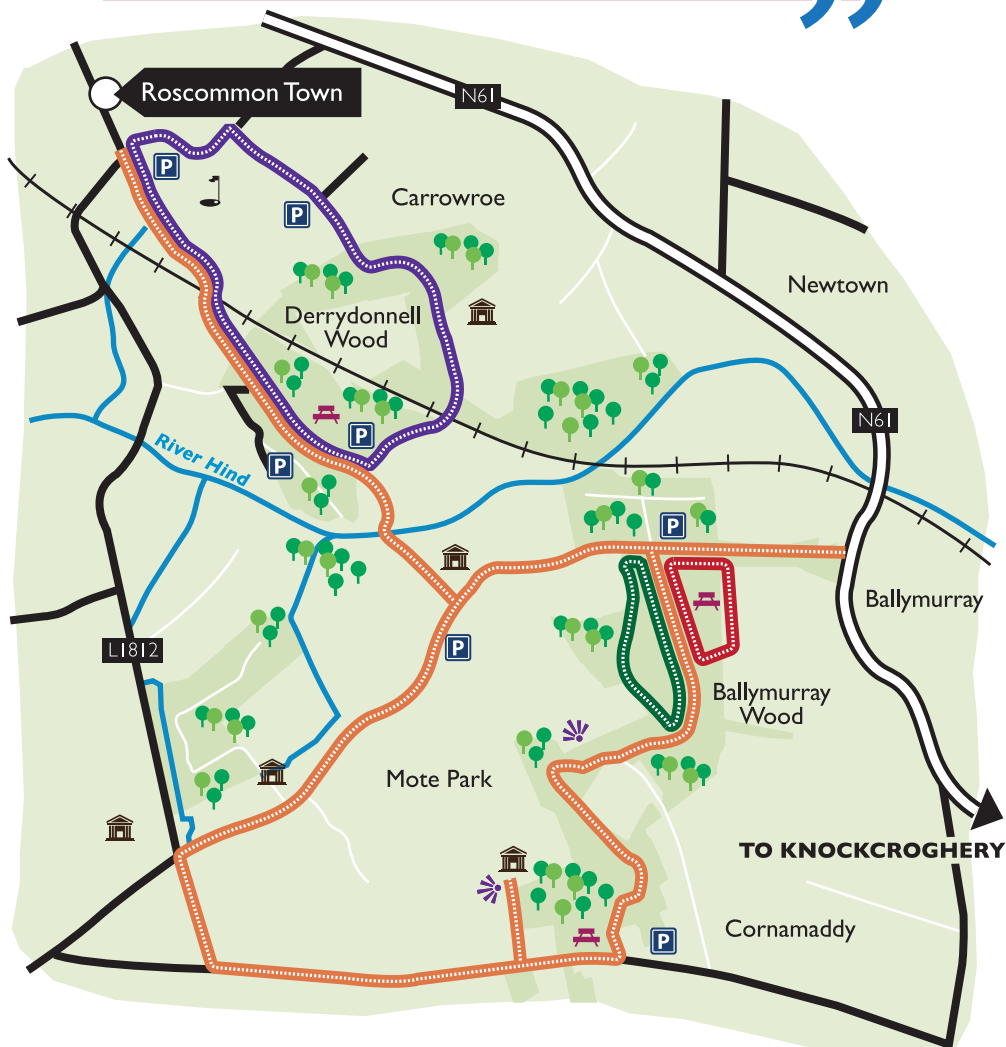 ”
N61
Roscommon Town
P
Carrowroe
P
Newtown
Derrydonnell
Wood
N61
P
River Hind
P
P
Ballymurray
P
L1812
Ballymurray
Wood
Mote Park
TO KNOCKCROGHERY
Cornamaddy
P